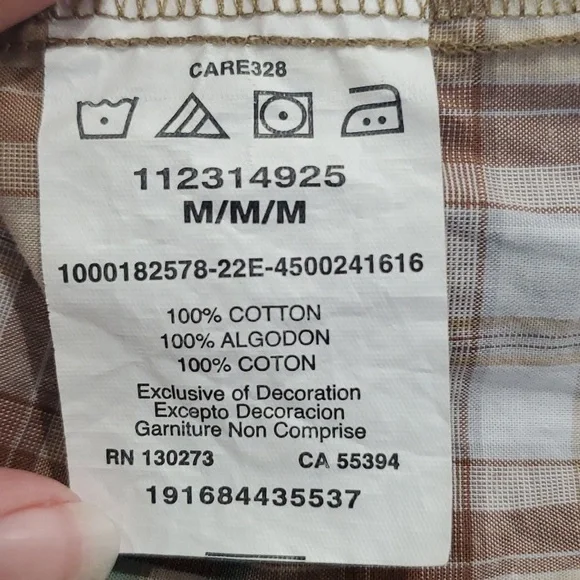 CARE328
112314925
M/M/M
1000182578-22E-4500241616
100% COTTON
100% ALGODON
100% COTON
Exclusive of Decoration
Excepto Decoracion
Garniture Non Comprise
RN 130273 CA 55394
191684435537